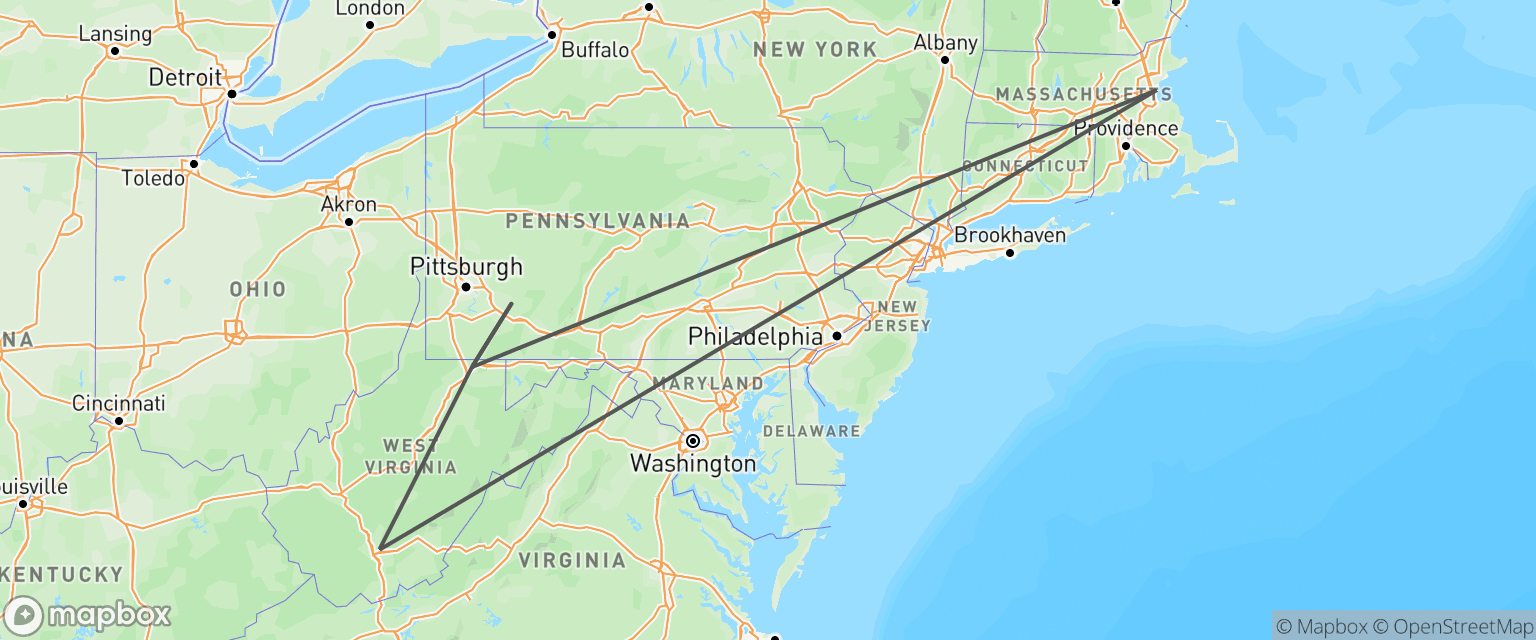 London
Lansing
Buffalo
NEW YORK
Albany
Detroit
MASSACHUSETTS
Providence
Toledo
CONNECTICUT
Akron
PENNSYLVANIA
Brookhaven
Pittsburgh
OHIO
NEW
JERSEY
Philadelphia
NA
MARYLAND
Cincinnati
DELAWARE
WEST
VIRGINIA
Washington
ouisville
VIRGINIA
KENTUCKY
mapbox
© Mapbox © OpenStreetMap